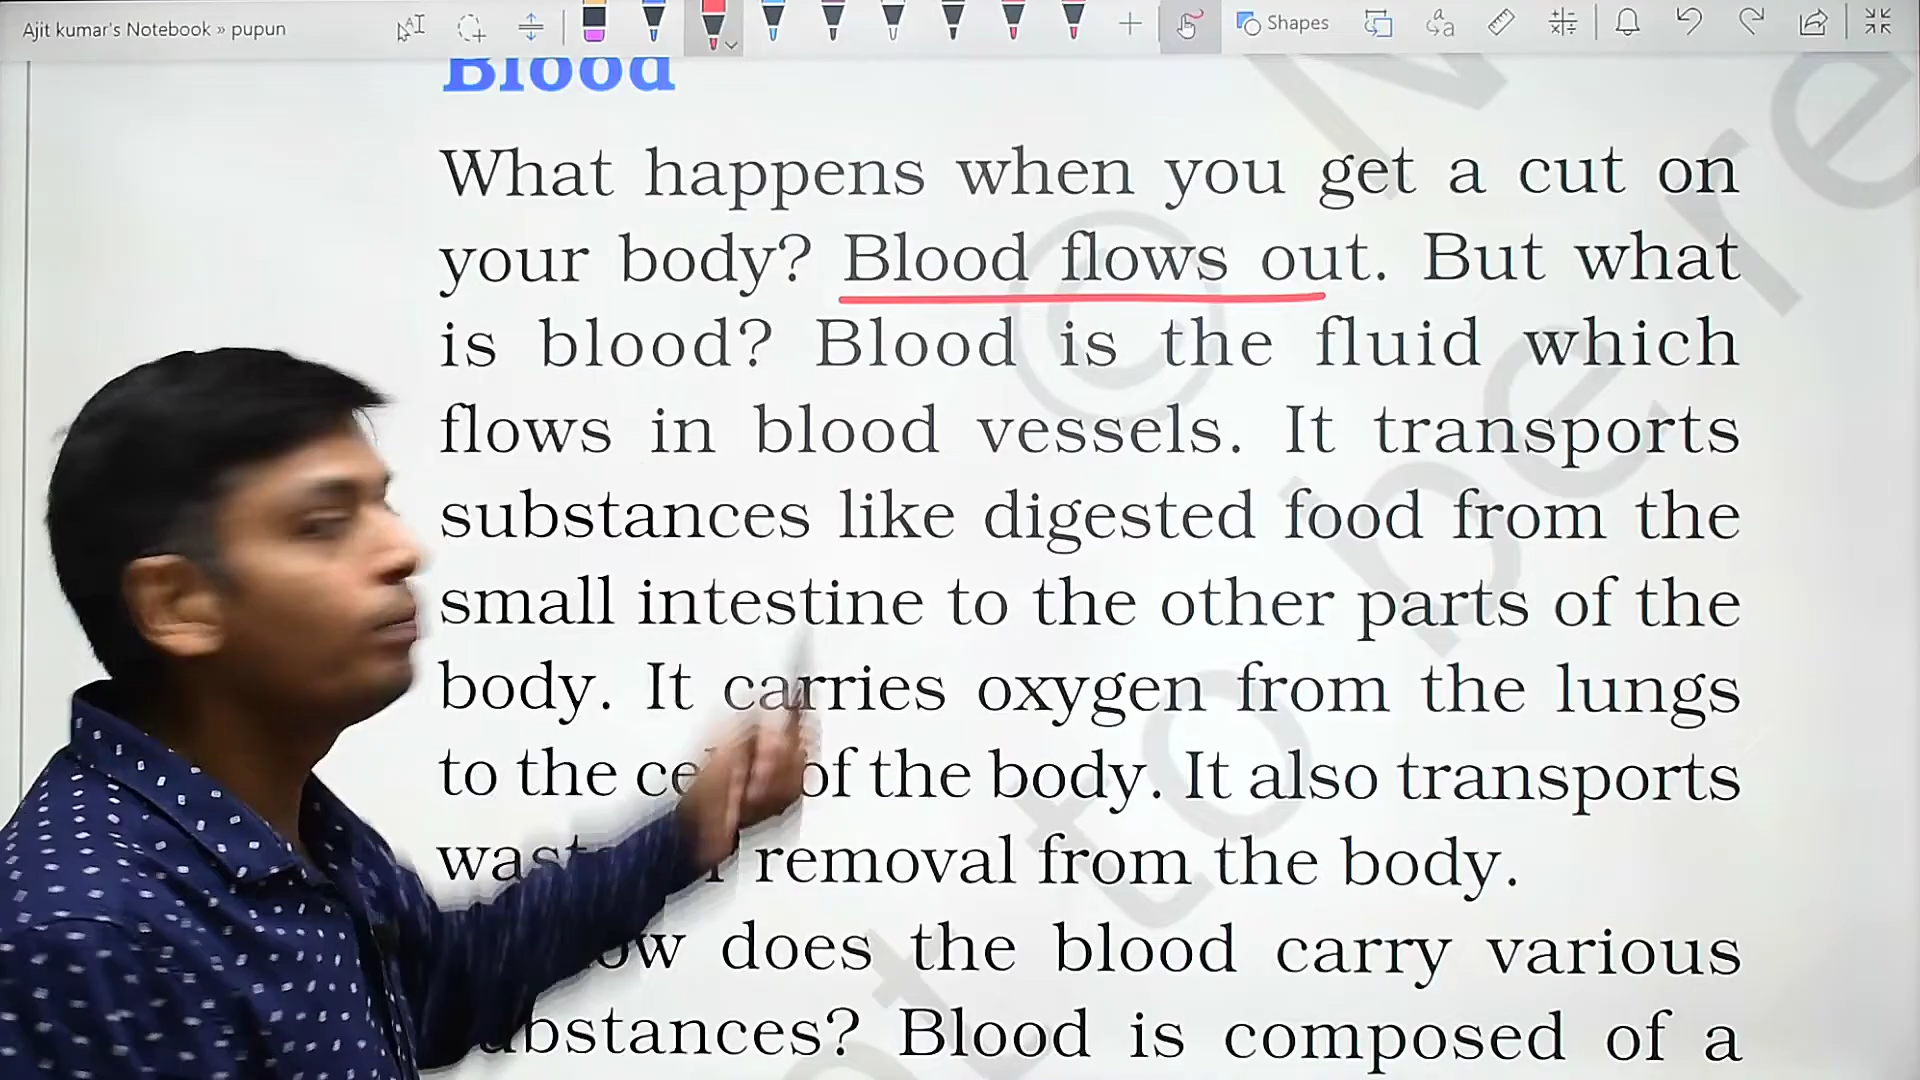 Ajit kumar's Notebook » pupun
Shapes
Blood
What happens when you get a cut on
your body? Blood flows out. But what
is blood? Blood is the fluid which
flows in blood vessels. It transports
substances like digested food from the
small intestine to the other parts of the
body. It carries oxygen from the lungs
to the of the body. It also transports
removal from the body.
does the blood carry various
substances? Blood is composed of a